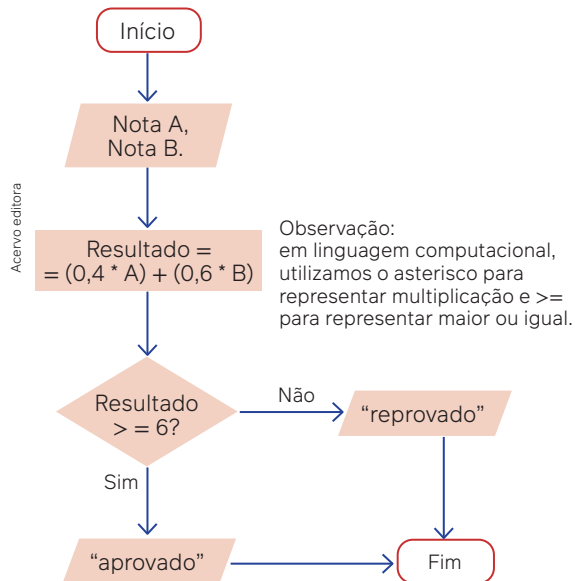 Início
Nota A,
Nota B.
Acervo editora
Resultado =
= (0,4 * A) + (0,6 * B)
Observação:
em linguagem computacional,
utilizamos o asterisco para
representar multiplicação e >=
para representar maior ou igual.
Resultado
> = 6?
Não
“reprovado”
Sim
“aprovado”
Fim